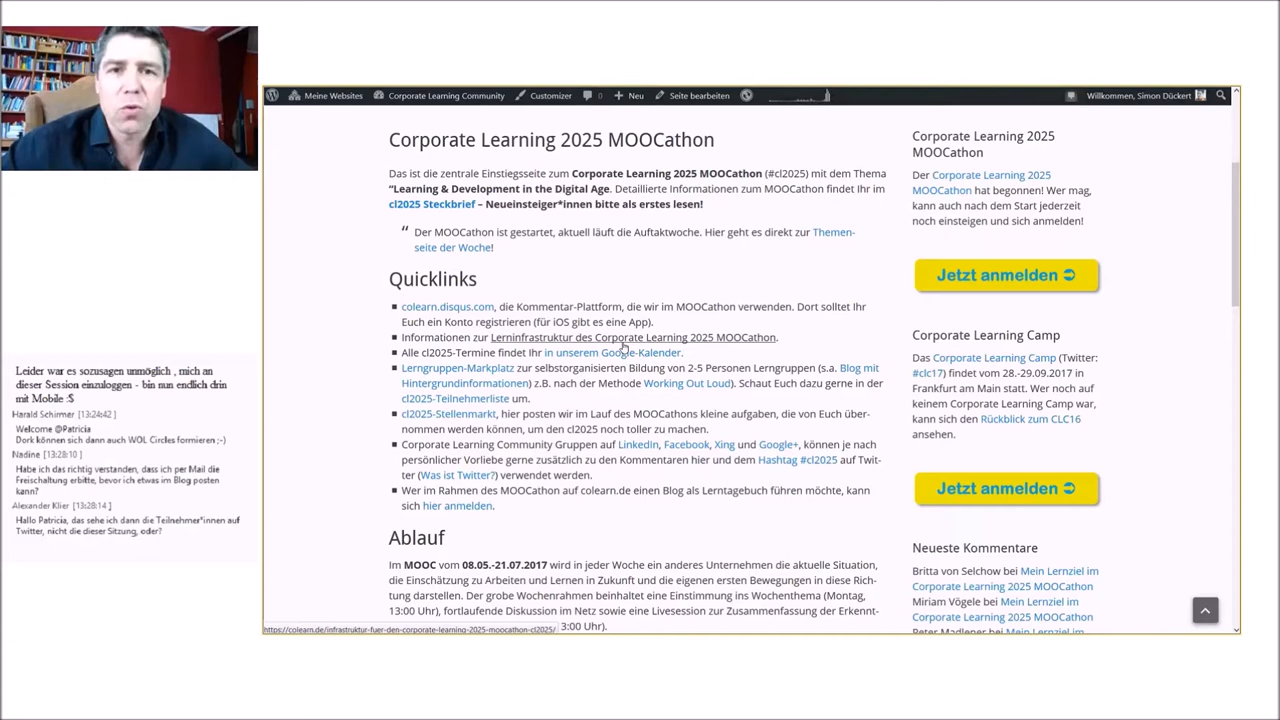 Meine Websites
Corporate Learning Community
Customizer
0
Neu
Seite bearbeiten
Willkommen, Simon Dückert
Corporate Learning 2025 MOOCathon
Das ist die zentrale Einstiegsseite zum Corporate Learning 2025 MOOCathon (#cl2025) mit dem Thema
"Learning & Development in the Digital Age. Detaillierte Informationen zum MOOCathon findet Ihr im
cl2025 Steckbrief – Neueinsteiger*innen bitte als erstes lesen!
“ Der MOOCathon ist gestartet, aktuell läuft die Auftaktwoche. Hier geht es direkt zur Themen-
seite der Woche!
Quicklinks
colearn.disqus.com, die Kommentar-Plattform, die wir im MOOCathon verwenden. Dort solltet Ihr
Euch ein Konto registrieren (für iOS gibt es eine App).
Informationen zur Lerninfrastruktur des Corporate Learning 2025 MOOCathon.
Alle cl2025-Termine findet Ihr in unserem Google-Kalender.
Lerngruppen-Markplatz zur selbstorganisierten Bildung von 2-5 Personen Lerngruppen (s.a. Blog mit
Hintergrundinformationen) z.B. nach der Methode Working Out Loud). Schaut Euch dazu gerne in der
cl2025-Teilnehmerliste um.
cl2025-Stellenmarkt, hier posten wir im Lauf des MOOCathons kleine aufgaben, die von Euch über-
nommen werden können, um den cl2025 noch toller zu machen.
Corporate Learning Community Gruppen auf LinkedIn, Facebook, Xing und Google+, können je nach
persönlicher Vorliebe gerne zusätzlich zu den Kommentaren hier und dem Hashtag #cl2025 auf Twit-
ter (Was ist Twitter?) verwendet werden.
Wer im Rahmen des MOOCathon auf colearn.de einen Blog als Lerntagebuch führen möchte, kann
sich hier anmelden.
Ablauf
Im MOOC vom 08.05.-21.07.2017 wird in jeder Woche ein anderes Unternehmen die aktuelle Situation,
die Einschätzung zu Arbeiten und Lernen in Zukunft und die eigenen ersten Bewegungen in diese Rich-
tung darstellen. Der grobe Wochenrahmen beinhaltet eine Einstimmung ins Wochenthema (Montag,
13:00 Uhr), fortlaufende Diskussion im Netz sowie eine Livesession zur Zusammenfassung der Erkennt-
3:00 Uhr).
https://colearn.de/infrastruktur-fuer-den-corporate-learning-2025-moocathon-cl2025/
Corporate Learning 2025
MOOCathon
Der Corporate Learning 2025
MOOCathon hat begonnen! Wer mag,
kann auch nach dem Start jederzeit
noch einsteigen und sich anmelden!
Jetzt anmelden
Corporate Learning Camp
Das Corporate Learning Camp (Twitter:
#clc17) findet vom 28.-29.09.2017 in
Frankfurt am Main statt. Wer noch auf
keinem Corporate Learning Camp war,
kann sich den Rückblick zum CLC16
ansehen.
Jetzt anmelden
Neueste Kommentare
Britta von Selchow bei Mein Lernziel im
Corporate Learning 2025 MOOCathon
Miriam Vögele bei Mein Lernziel im
Corporate Learning 2025 MOOCathon
Peter Madlener bei Mein Lernziel im
Leider war es sozusagen unmöglich , mich an
dieser Session einzuloggen - bin nun endlich drin
mit Mobile :$
Harald Schirmer [13:24:42]
Welcome @Patricia
Dork können sich dann auch WOL Circles formieren ;-)
Nadine [13:28:10]
Habe ich das richtig verstanden, dass ich per Mail die
Freischaltung erbitte, bevor ich etwas im Blog posten
kann?
Alexander Klier [13:28:14]
Hallo Patricia, das sehe ich dann die Teilnehmer*innen auf
Twitter, nicht die dieser Sitzung, oder?